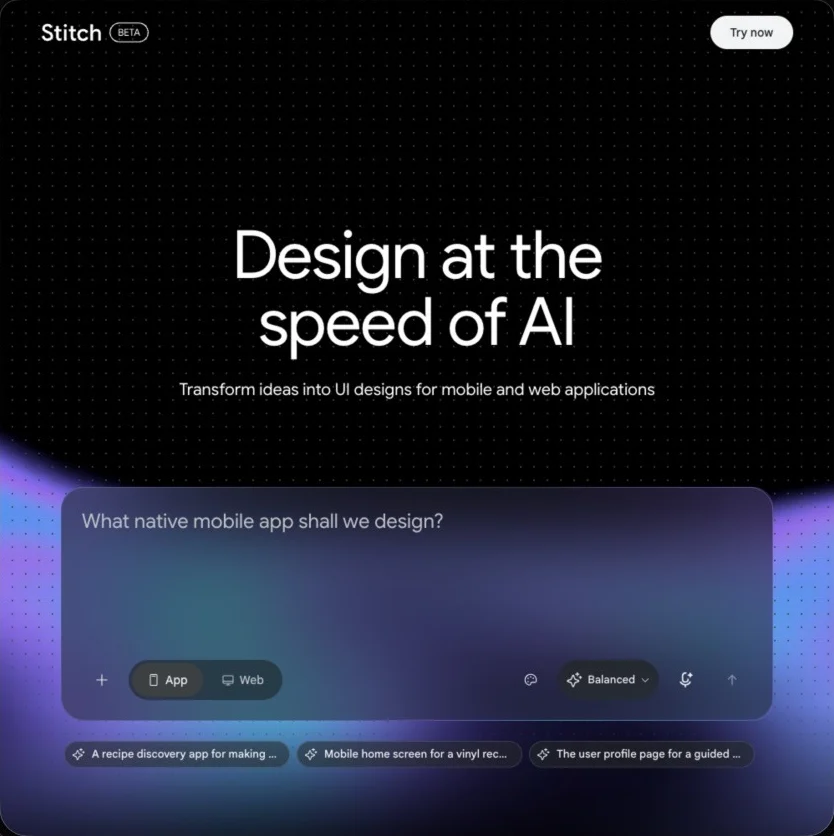 Stitch BETA
Try now
Design at the
speed of AI
Transform ideas into UI designs for mobile and web applications
What native mobile app shall we design?
App
Web
Balanced
A recipe discovery app for making ...
Mobile home screen for a vinyl rec...
The user profile page for a guided ...